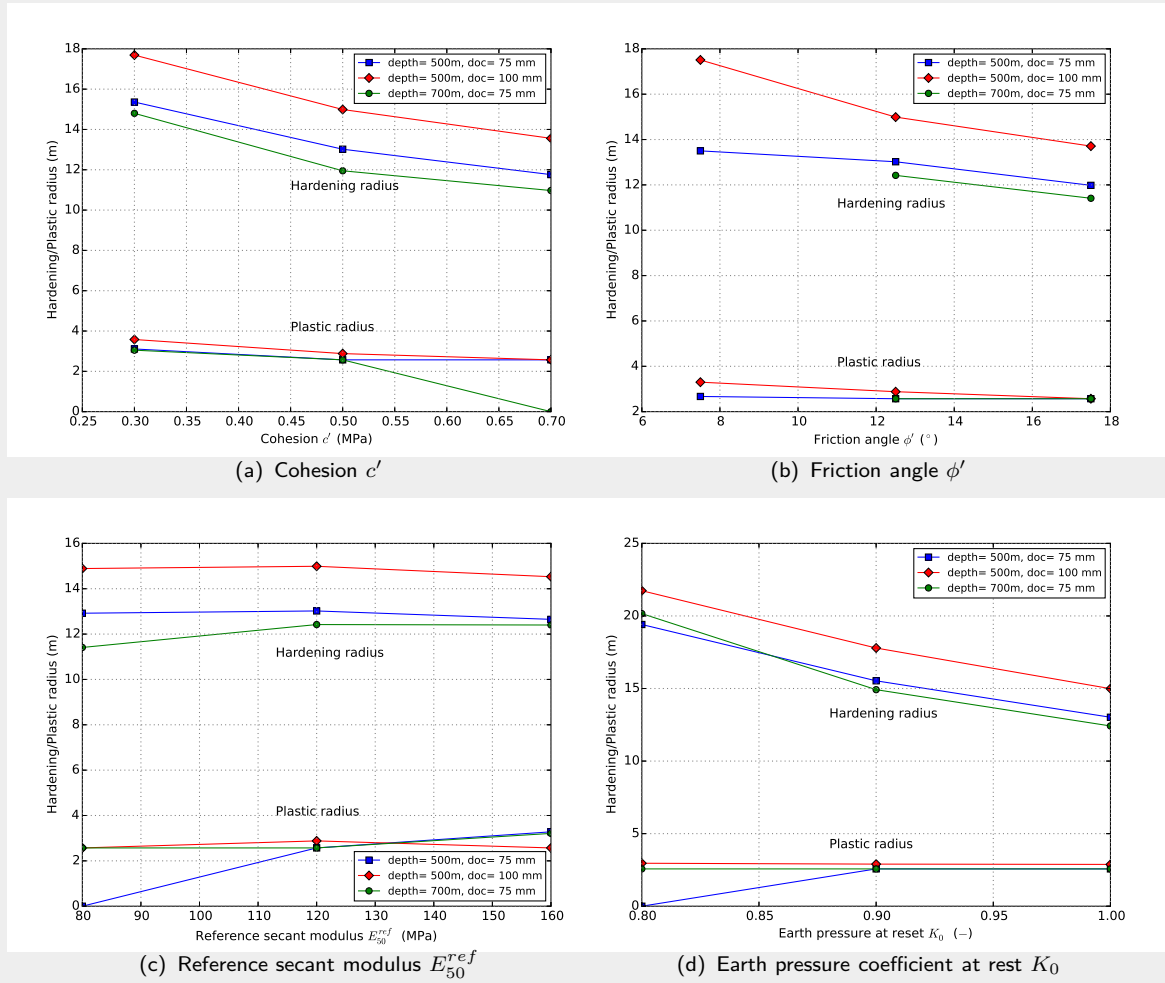 18
16
14
12
10
8
6
4
2
0
0.25 0.30 0.35 0.40 0.45 0.50 0.55 0.60 0.65 0.70
Hardening/Plastic radius (m)
Cohesion c′ (MPa)
depth= 500m, doc= 75 mm
depth= 500m, doc= 100 mm
depth= 700m, doc= 75 mm
Hardening radius
Plastic radius
(a) Cohesion c′
18
16
14
12
10
8
6
4
2
6 8 10 12 14 16 18
Hardening/Plastic radius (m)
Friction angle ϕ′ (°)
depth= 500m, doc= 75 mm
depth= 500m, doc= 100 mm
depth= 700m, doc= 75 mm
Hardening radius
Plastic radius
(b) Friction angle ϕ′
16
14
12
10
8
6
4
2
0
80 90 100 110 120 130 140 150 160
Hardening/Plastic radius (m)
Reference secant modulus E_{50}^{ref} (MPa)
Hardening radius
Plastic radius
depth= 500m, doc= 75 mm
depth= 500m, doc= 100 mm
depth= 700m, doc= 75 mm
(c) Reference secant modulus E_{50}^{ref}
25
20
15
10
5
0
0.80 0.85 0.90 0.95 1.00
Hardening/Plastic radius (m)
Earth pressure at reset K_0 (−)
depth= 500m, doc= 75 mm
depth= 500m, doc= 100 mm
depth= 700m, doc= 75 mm
Hardening radius
Plastic radius
(d) Earth pressure coefficient at rest K_0